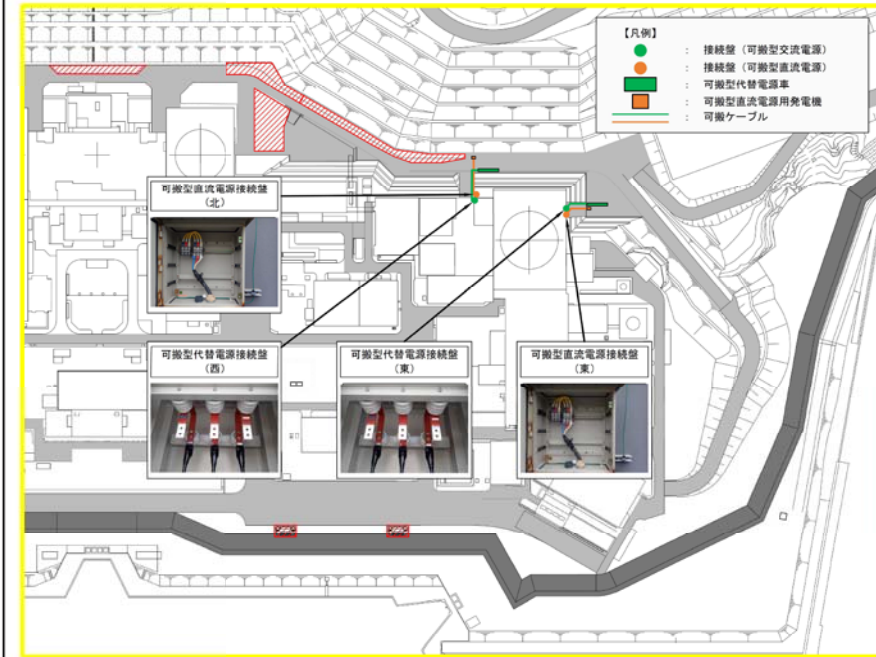 【凡例】
： 接続盤（可搬型交流電源）
： 接続盤（可搬型直流電源）
： 可搬型代替電源車
： 可搬型直流電源用発電機
： 可搬ケーブル
可搬型直流電源接続盤
（北）
可搬型代替電源接続盤
（西）
可搬型代替電源接続盤
（東）
可搬型直流電源接続盤
（東）